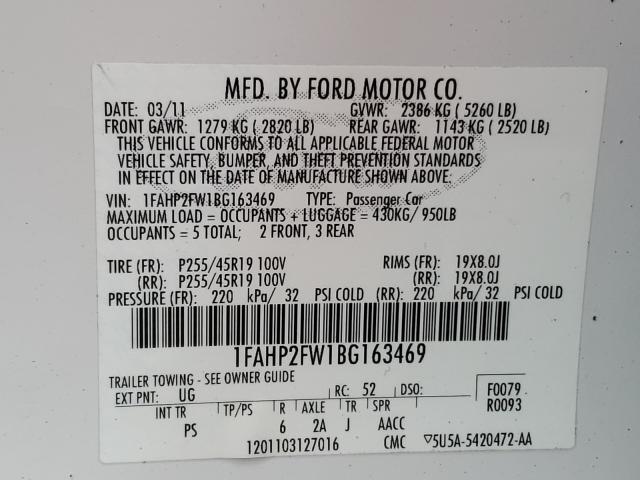 MFD. BY FORD MOTOR CO.
DATE: 03/11 GVWR: 2386 KG ( 5260 LB)
FRONT GAWR: 1279 KG ( 2820 LB) REAR GAWR: 1143 KG ( 2520 LB)
THIS VEHICLE CONFORMS TO ALL APPLICABLE FEDERAL MOTOR
VEHICLE SAFETY, BUMPER, AND THEFT PREVENTION STANDARDS
IN EFFECT ON THE DATE OF MANUFACTURE SHOWN ABOVE.
VIN: 1FAHP2FW1BG163469 TYPE: Passenger Car
MAXIMUM LOAD = OCCUPANTS + LUGGAGE = 430KG/ 950LB
OCCUPANTS = 5 TOTAL; 2 FRONT, 3 REAR
TIRE (FR): P255/45R19 100V RIMS (FR): 19X8.0J
(RR): P255/45R19 100V (RR): 19X8.0J
PRESSURE (FR): 220 kPa/ 32 PSI COLD (RR): 220 kPa/ 32 PSI COLD
1FAHP2FW1BG163469
TRAILER TOWING - SEE OWNER GUIDE
EXT PNT: UG RC: 52 DSO: F0079
INT TR TP/PS R AXLE TR SPR R0093
PS 6 2A J AACC
1201103127016 CMC ▽5U5A-5420472-AA